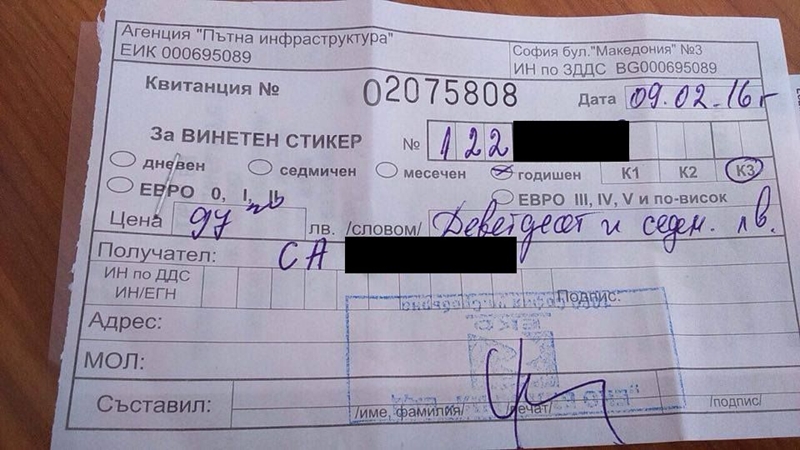 Агенция "Пътна инфраструктура"
ЕИК 000695089
София бул."Македония" №3
ИН по ЗДДС BG000695089
Квитанция № 02075808 Дата 09.02.16 г
За ВИНЕТЕН СТИКЕР № 122
дневен седмичен месечен годишен К1 К2 К3
ЕВРО 0, I, II ЕВРО III, IV, V и по-висок
Цена 97 лв лв. /словом/ Деветдесет и седем. лв.
Получател: СА
ИН по ДДС
ИН/ЕГН
Подпис:
Адрес:
МОЛ:
Съставил: /име, фамилия/ /печат/ /подпис/